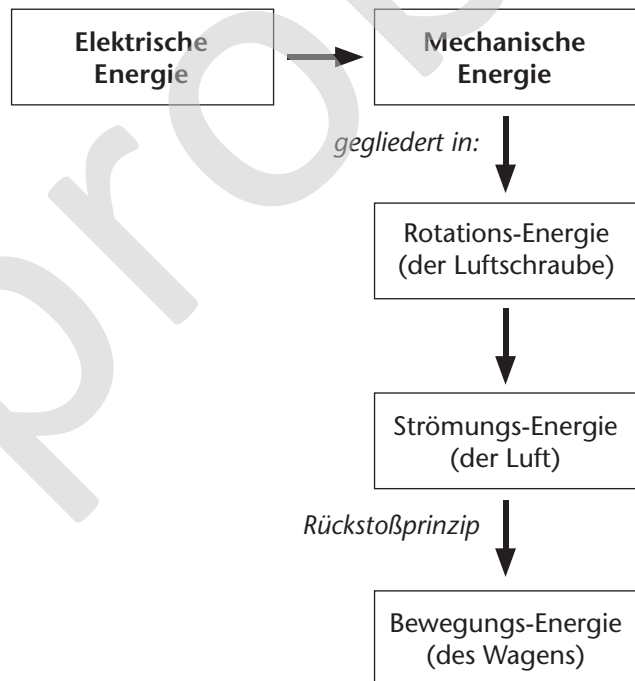 Elektrische
Energie
Mechanische
Energie
gegliedert in:
Rotations-Energie
(der Luftschraube)
Strömungs-Energie
(der Luft)
Rückstoßprinzip
Bewegungs-Energie
(des Wagens)